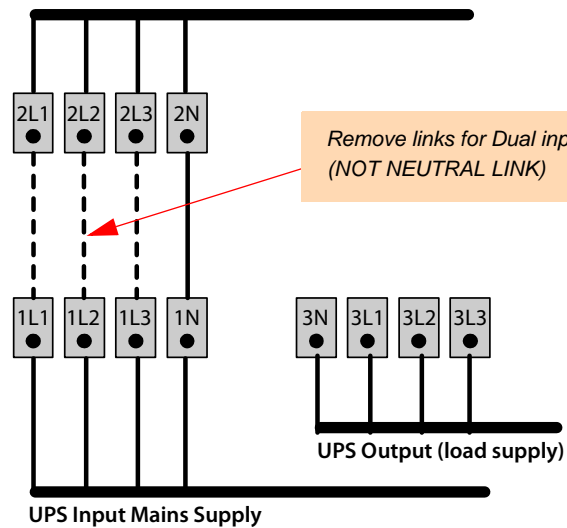 2L1 2L2 2L3 2N
Remove links for Dual inp
(NOT NEUTRAL LINK)
1L1 1L2 1L3 1N
3N 3L1 3L2 3L3
UPS Output (load supply)
UPS Input Mains Supply